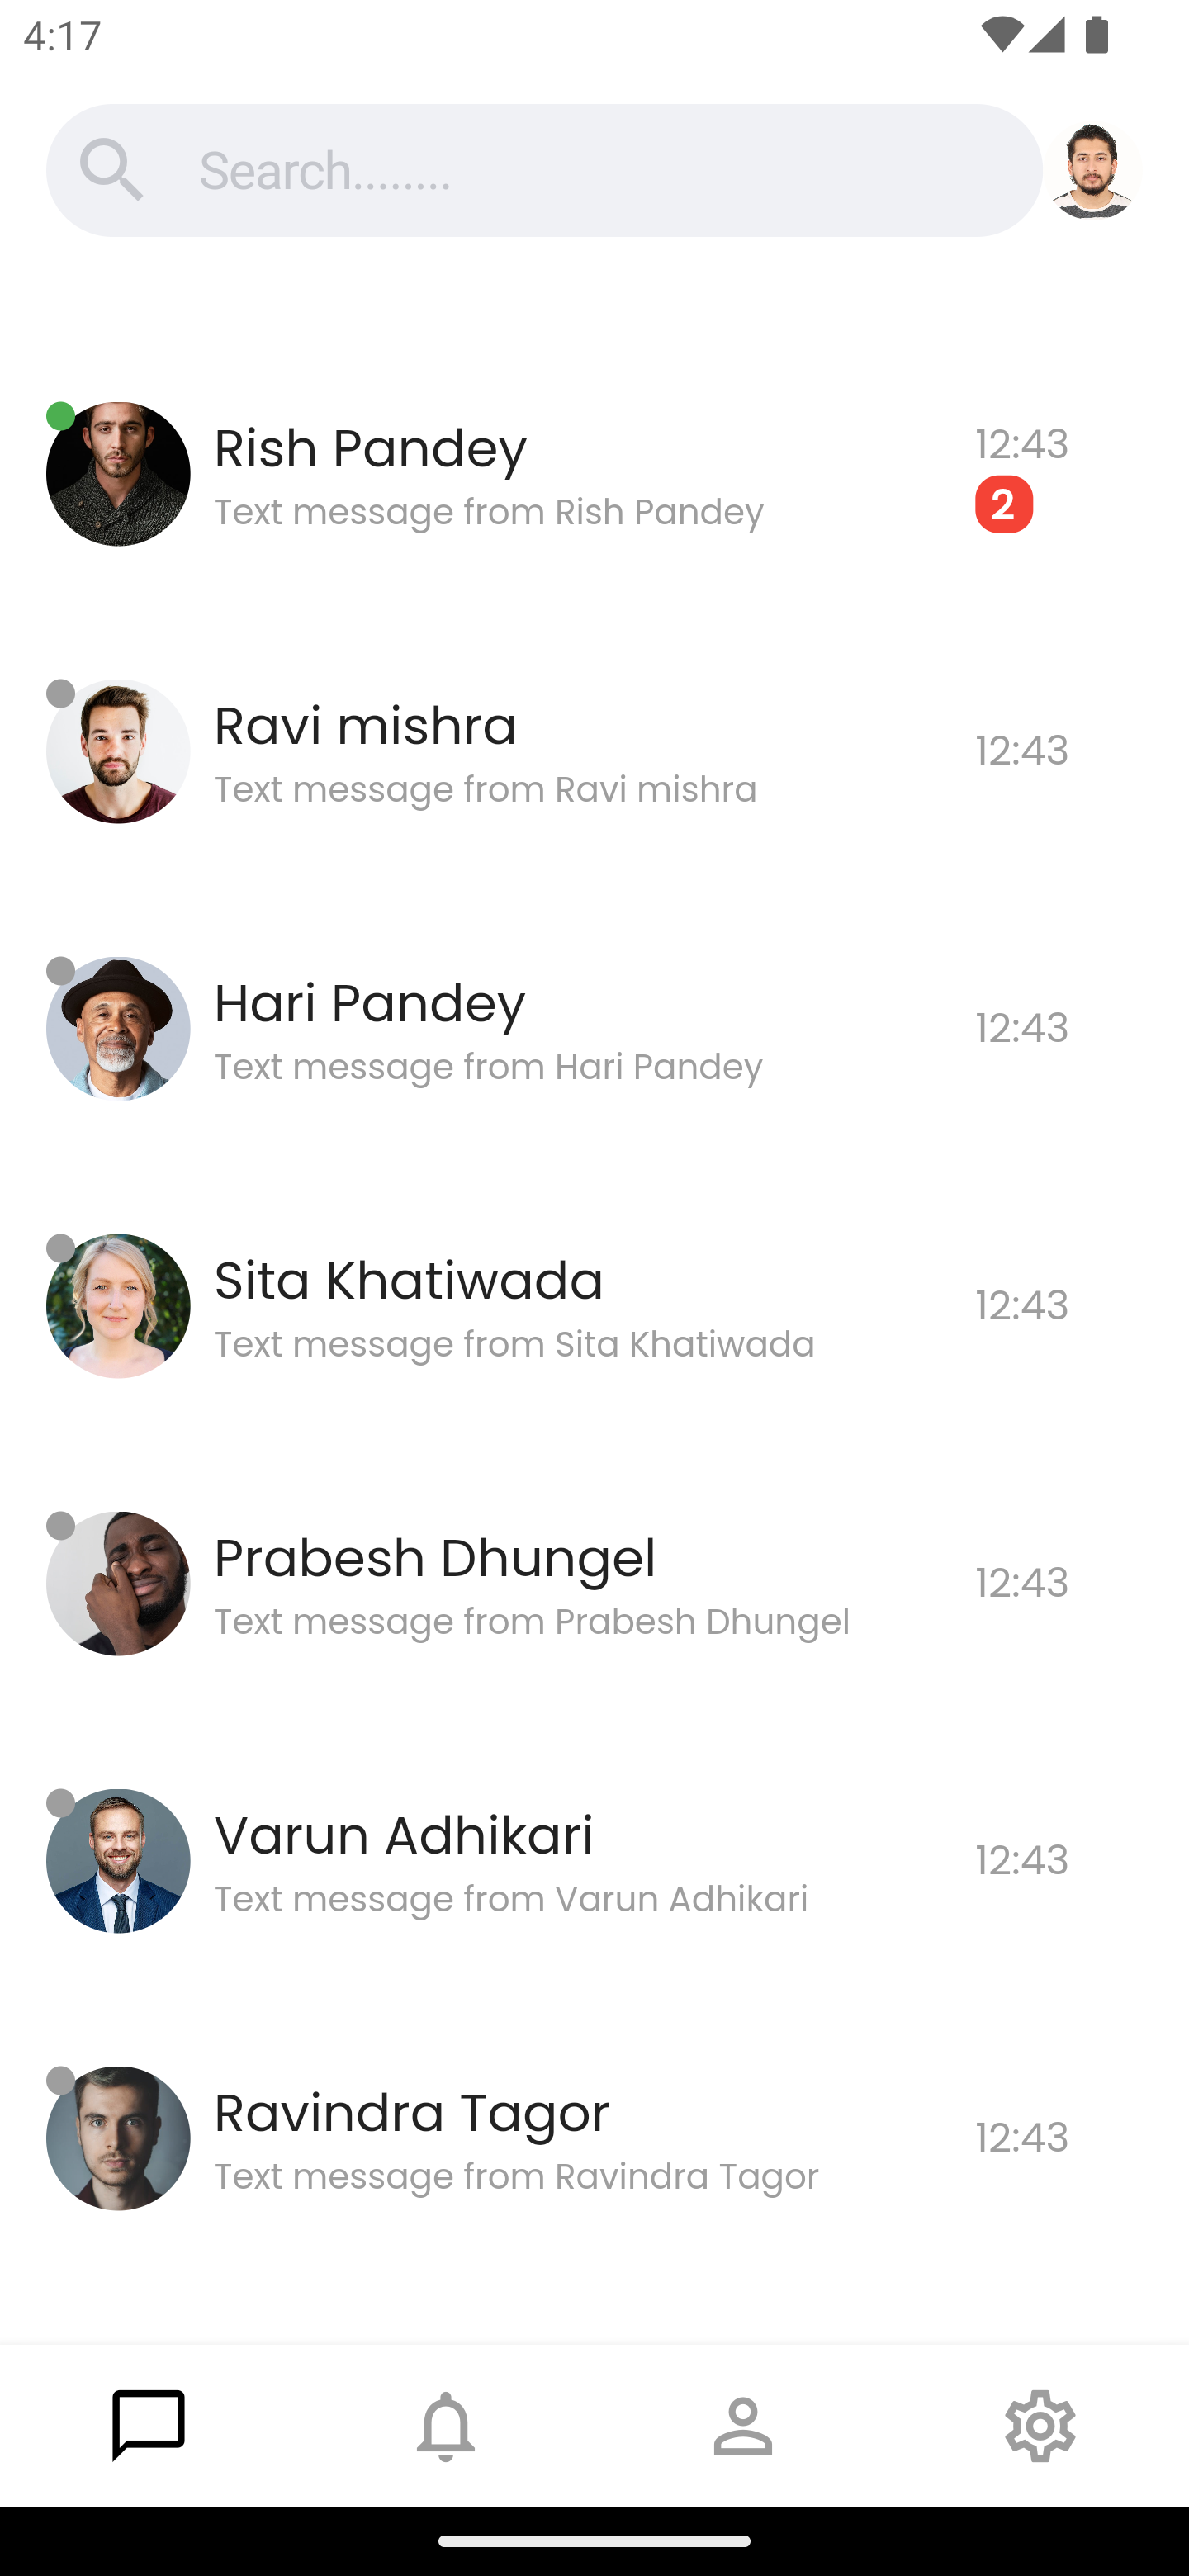 4:17
Search........
Rish Pandey
12:43
Text message from Rish Pandey
2
Ravi mishra
12:43
Text message from Ravi mishra
Hari Pandey
12:43
Text message from Hari Pandey
Sita Khatiwada
12:43
Text message from Sita Khatiwada
Prabesh Dhungel
12:43
Text message from Prabesh Dhungel
Varun Adhikari
12:43
Text message from Varun Adhikari
Ravindra Tagor
12:43
Text message from Ravindra Tagor